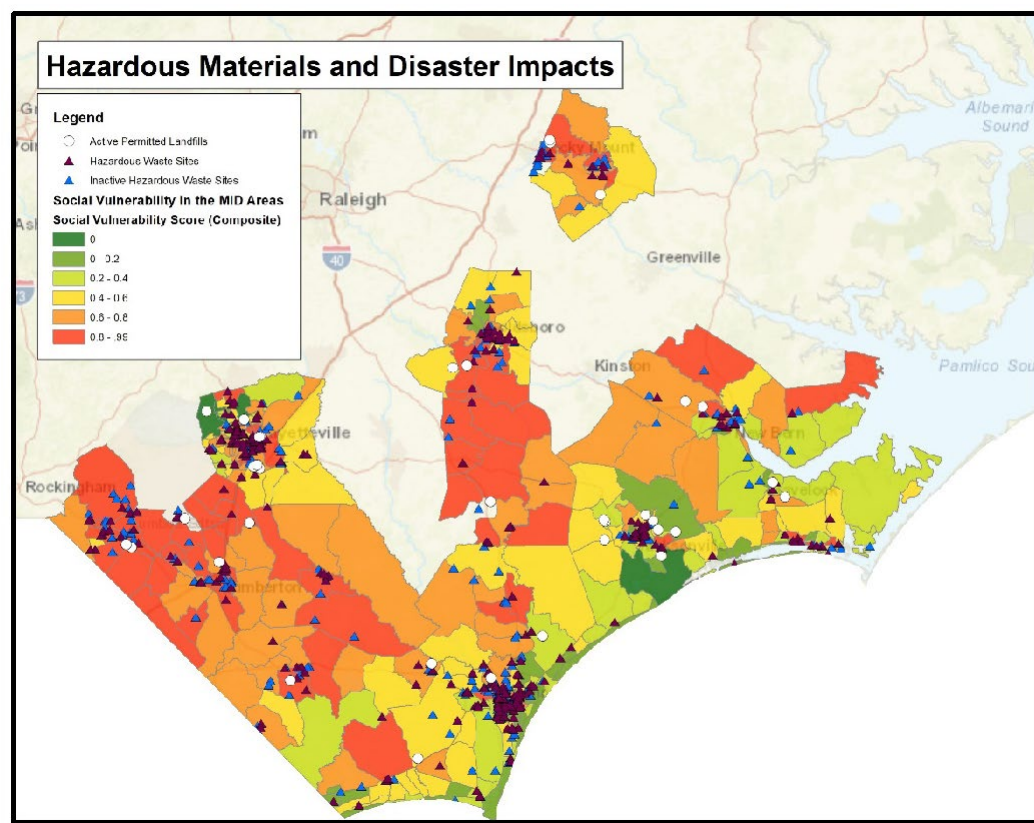 Hazardous Materials and Disaster Impacts
Legend
Active Permitted Landfills
Hazardous Waste Sites
Inactive Hazardous Waste Sites
Social Vulnerability in the MID Areas
Social Vulnerability Score (Composite)
0
0 0.2
0.2 - 0.4
0.4 - 0.6
0.6 - 0.8
0.8 - .99
Albemarle
Sound
Raleigh
40
Greenville
Kinston
Pamlico Sou
Rockingham